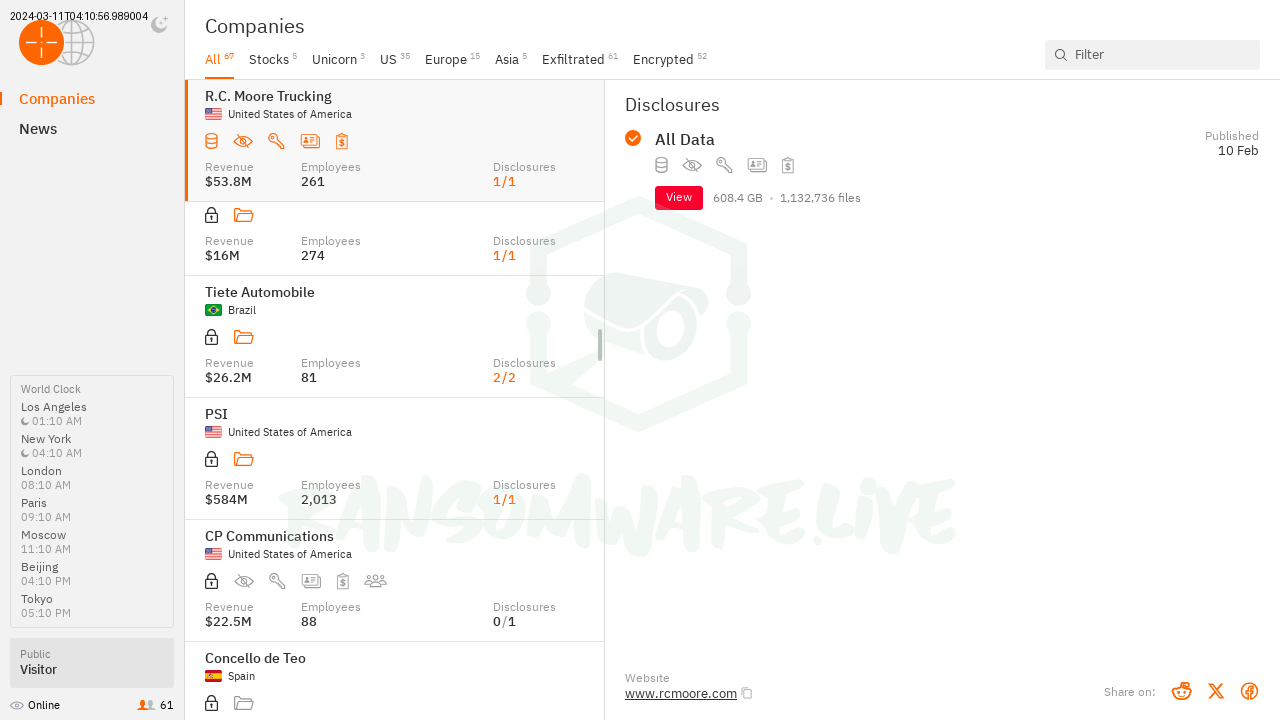 2024-03-11T04:10:56.989004
Companies
News
World Clock
Los Angeles
01:10 AM
New York
04:10 AM
London
08:10 AM
Paris
09:10 AM
Moscow
11:10 AM
Beijing
04:10 PM
Tokyo
05:10 PM
Public
Visitor
Online 61
Companies
All 67 Stocks 5 Unicorn 3 US 35 Europe 15 Asia 5 Exfiltrated 61 Encrypted 52
Filter
R.C. Moore Trucking
United States of America
Revenue Employees Disclosures
$53.8M 261 1/1
Revenue Employees Disclosures
$16M 274 1/1
Tiete Automobile
Brazil
Revenue Employees Disclosures
$26.2M 81 2/2
PSI
United States of America
Revenue Employees Disclosures
$584M 2,013 1/1
CP Communications
United States of America
Revenue Employees Disclosures
$22.5M 88 0/1
Concello de Teo
Spain
Disclosures
All Data
Published
10 Feb
View 608.4 GB • 1,132,736 files
RANSOMWARE.LIVE
Website
www.rcmoore.com
Share on: